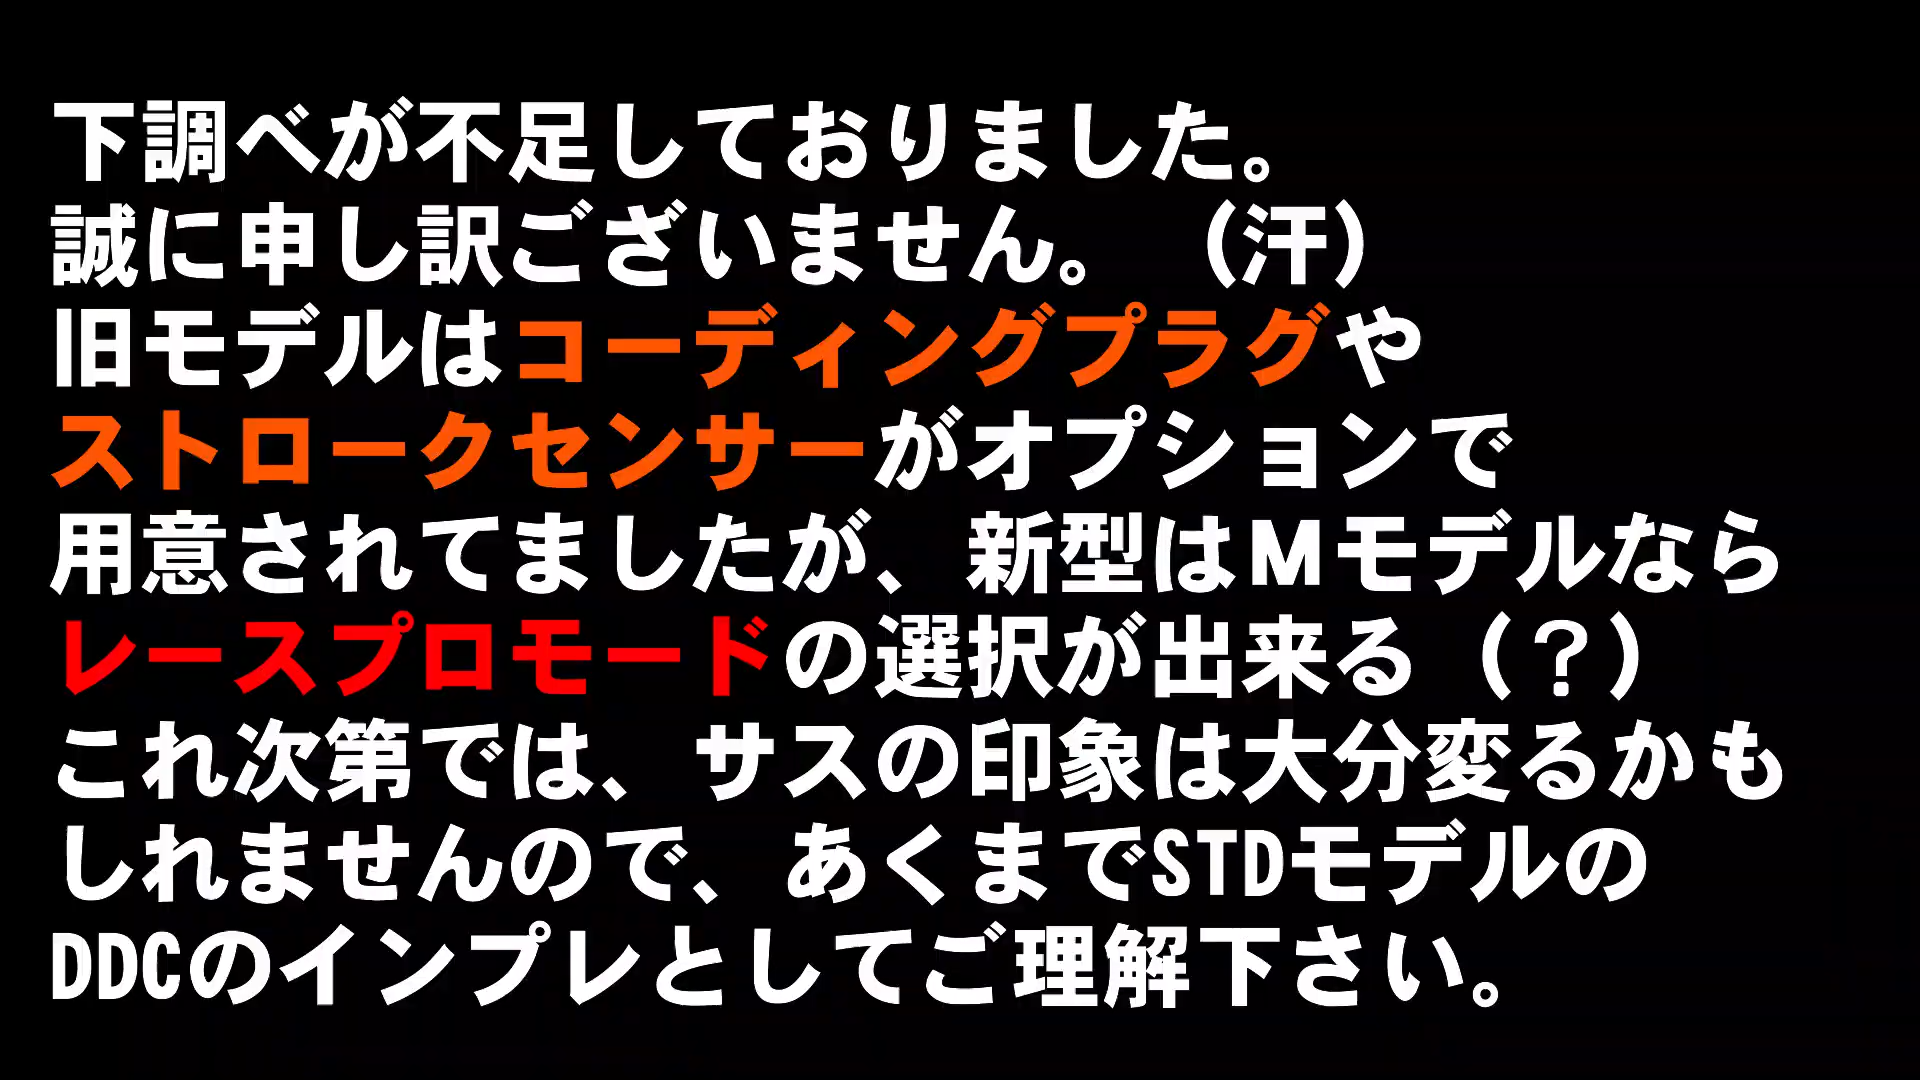 下調べが不足しておりました。
誠に申し訳ございません。（汗）
旧モデルはコーディングプラグや
ストロークセンサーがオプションで
用意されてましたが、新型はＭモデルなら
レースプロモードの選択が出来る（？）
これ次第では、サスの印象は大分変るかも
しれませんので、あくまでSTDモデルの
DDCのインプレとしてご理解下さい。